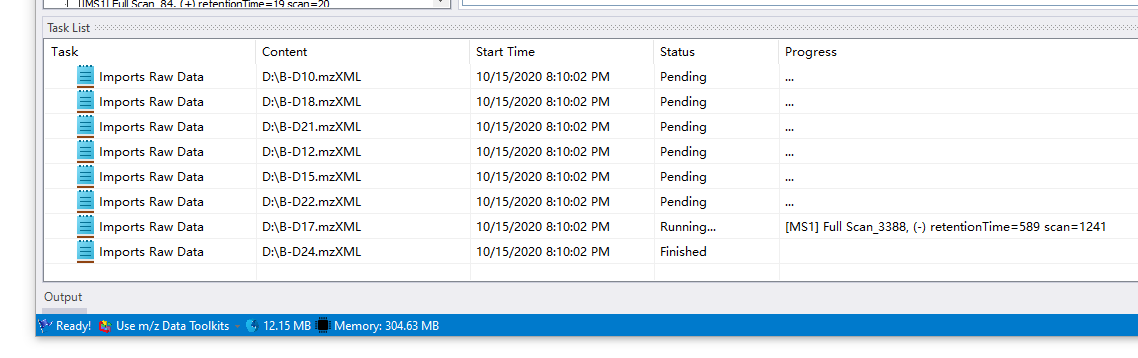 [[MS1] Full Scan_84, (+) retentionTime=19 scan=20
Task List
Task Content Start Time Status Progress
Imports Raw Data D:\B-D10.mzXML 10/15/2020 8:10:02 PM Pending ...
Imports Raw Data D:\B-D18.mzXML 10/15/2020 8:10:02 PM Pending ...
Imports Raw Data D:\B-D21.mzXML 10/15/2020 8:10:02 PM Pending ...
Imports Raw Data D:\B-D12.mzXML 10/15/2020 8:10:02 PM Pending ...
Imports Raw Data D:\B-D15.mzXML 10/15/2020 8:10:02 PM Pending ...
Imports Raw Data D:\B-D22.mzXML 10/15/2020 8:10:02 PM Pending ...
Imports Raw Data D:\B-D17.mzXML 10/15/2020 8:10:02 PM Running... [MS1] Full Scan_3388, (-) retentionTime=589 scan=1241
Imports Raw Data D:\B-D24.mzXML 10/15/2020 8:10:02 PM Finished
Output
Ready! Use m/z Data Toolkits 12.15 MB Memory: 304.63 MB